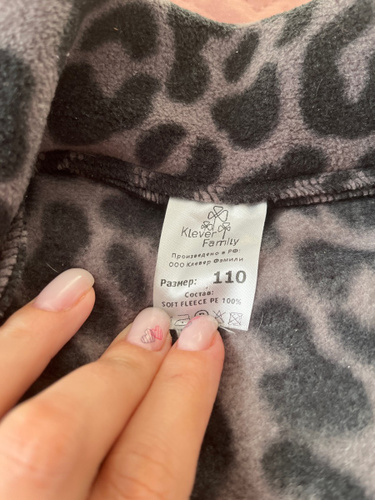 Klever
Family
Произведено в РФ:
ООО Клевер Фэмили
Размер: 110
Состав:
SOFT FLEECE PE 100%